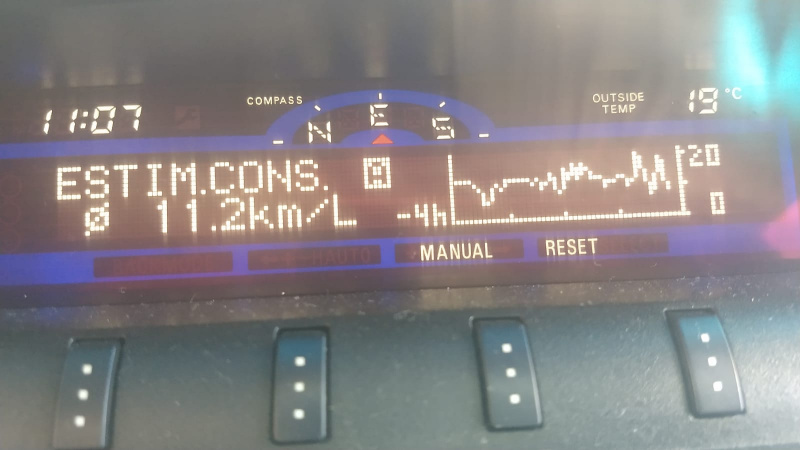 11:07
COMPASS
N E S
OUTSIDE
TEMP
19 °C
ESTIM.CONS. B
ø 11.2km/L
-4h
20
0
MANUAL
RESET